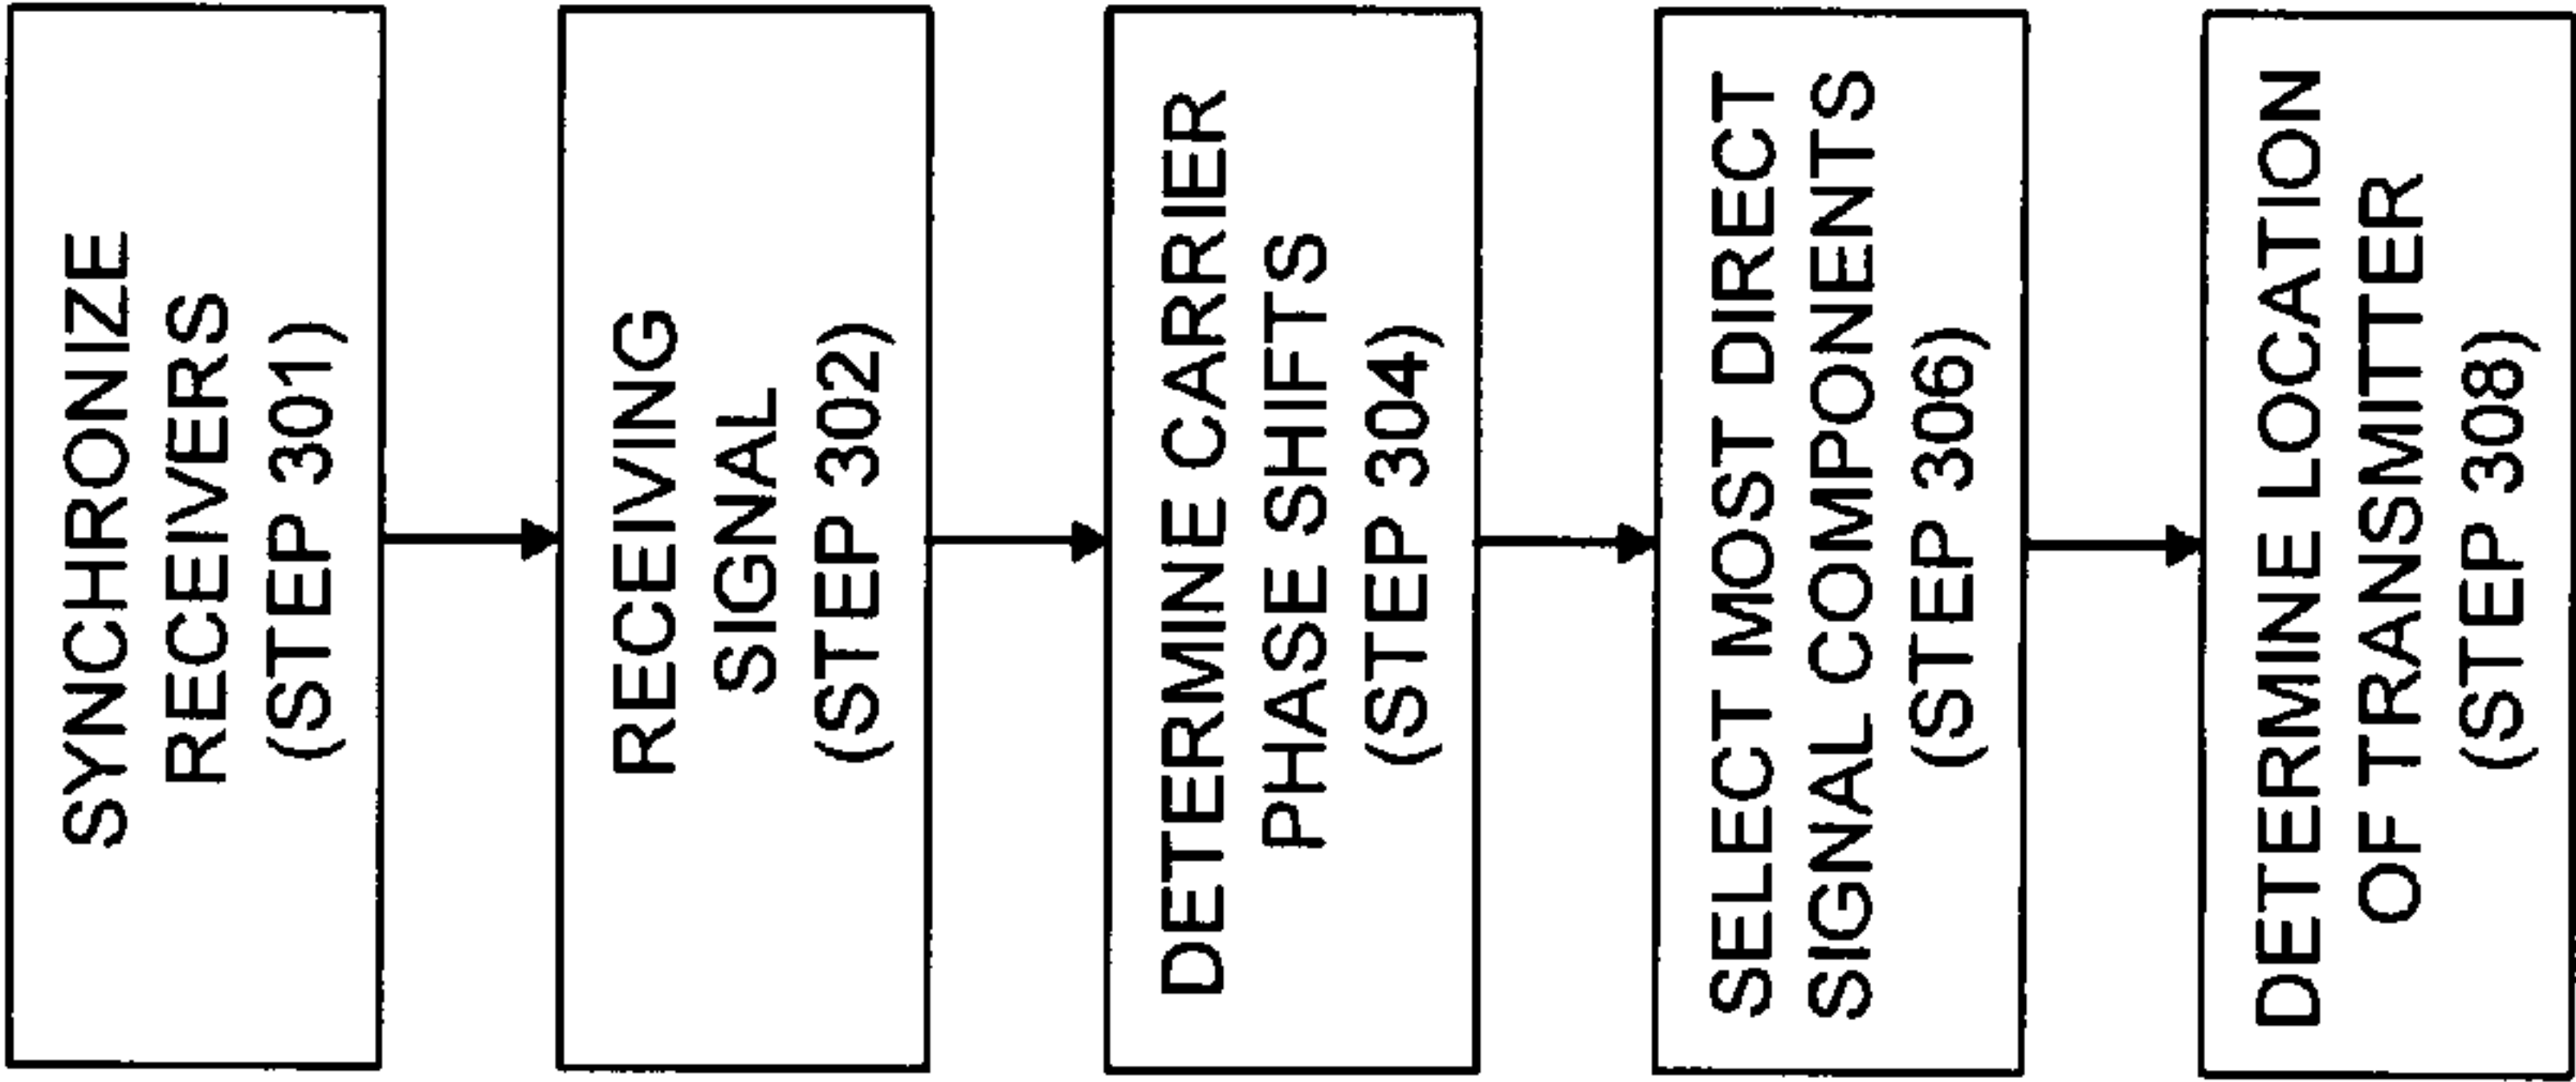 SYNCHRONIZE
RECEIVERS
(STEP 301)
RECEIVING
SIGNAL
(STEP 302)
DETERMINE CARRIER
PHASE SHIFTS
(STEP 304)
SELECT MOST DIRECT
SIGNAL COMPONENTS
(STEP 306)
DETERMINE LOCATION
OF TRANSMITTER
(STEP 308)